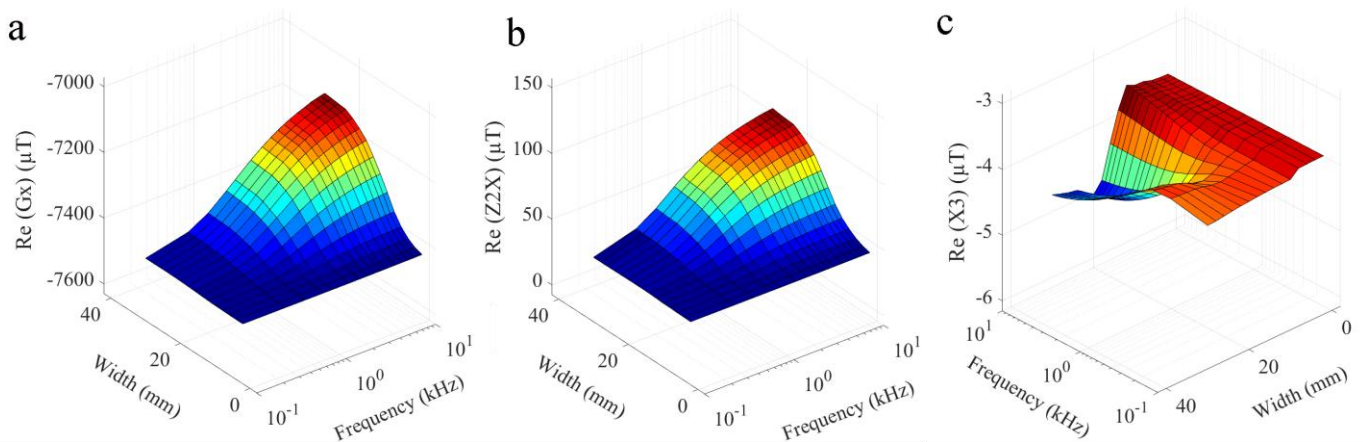 a
Re (Gx) (μT)
-7000
-7200
-7400
-7600
40
20
0
Width (mm)
10-1
100
101
Frequency (kHz)
b
Re (Z2X) (μT)
150
100
50
0
40
20
0
Width (mm)
10-1
100
101
Frequency (kHz)
c
Re (X3) (μT)
-3
-4
-5
-6
101
100
10-1
Frequency (kHz)
40
20
0
Width (mm)